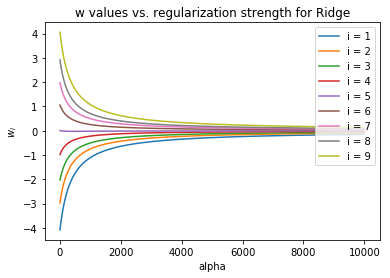 w values vs. regularization strength for Ridge
4
3
2
1
0
−1
−2
−3
−4
wᵢ
i = 1
i = 2
i = 3
i = 4
i = 5
i = 6
i = 7
i = 8
i = 9
0 2000 4000 6000 8000 10000
alpha